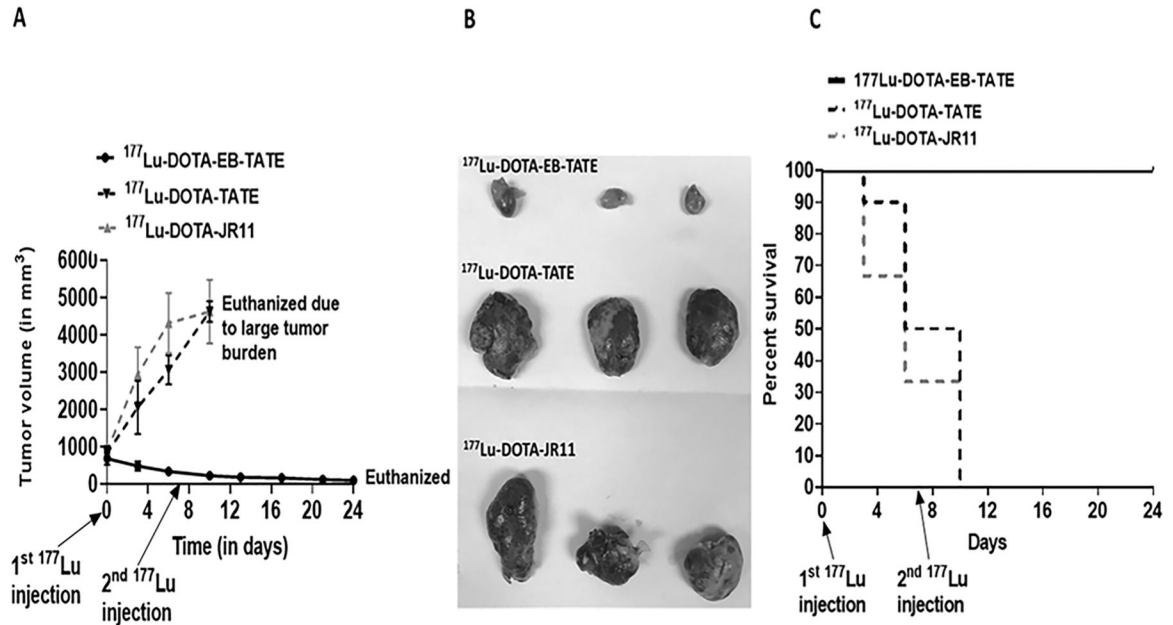 A
B
C
¹⁷⁷Lu-DOTA-EB-TATE
¹⁷⁷Lu-DOTA-TATE
¹⁷⁷Lu-DOTA-JR11
6000
5000
4000
3000
2000
1000
0
Tumor volume (in mm³)
Euthanized due
to large tumor
burden
Euthanized
0 4 8 12 16 20 24
Time (in days)
1ˢᵗ ¹⁷⁷Lu
injection
2ⁿᵈ ¹⁷⁷Lu
injection
¹⁷⁷Lu-DOTA-EB-TATE
¹⁷⁷Lu-DOTA-TATE
¹⁷⁷Lu-DOTA-JR11
177Lu-DOTA-EB-TATE
¹⁷⁷Lu-DOTA-TATE
¹⁷⁷Lu-DOTA-JR11
100
90
80
70
60
50
40
30
20
10
0
Percent survival
0 4 8 12 16 20 24
Days
1ˢᵗ ¹⁷⁷Lu
injection
2ⁿᵈ ¹⁷⁷Lu
injection